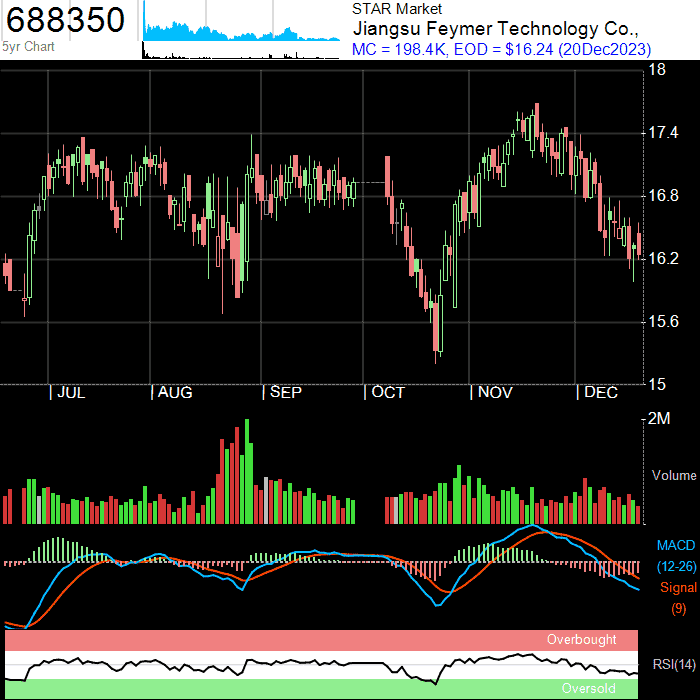 688350
5yr Chart
STAR Market
Jiangsu Feymer Technology Co.,
MC = 198.4K, EOD = $16.24 (20Dec2023)
18
17.4
16.8
16.2
15.6
15
| JUL | AUG | SEP | OCT | NOV | DEC
2M
Volume
MACD
(12-26)
Signal
(9)
Overbought
RSI(14)
Oversold